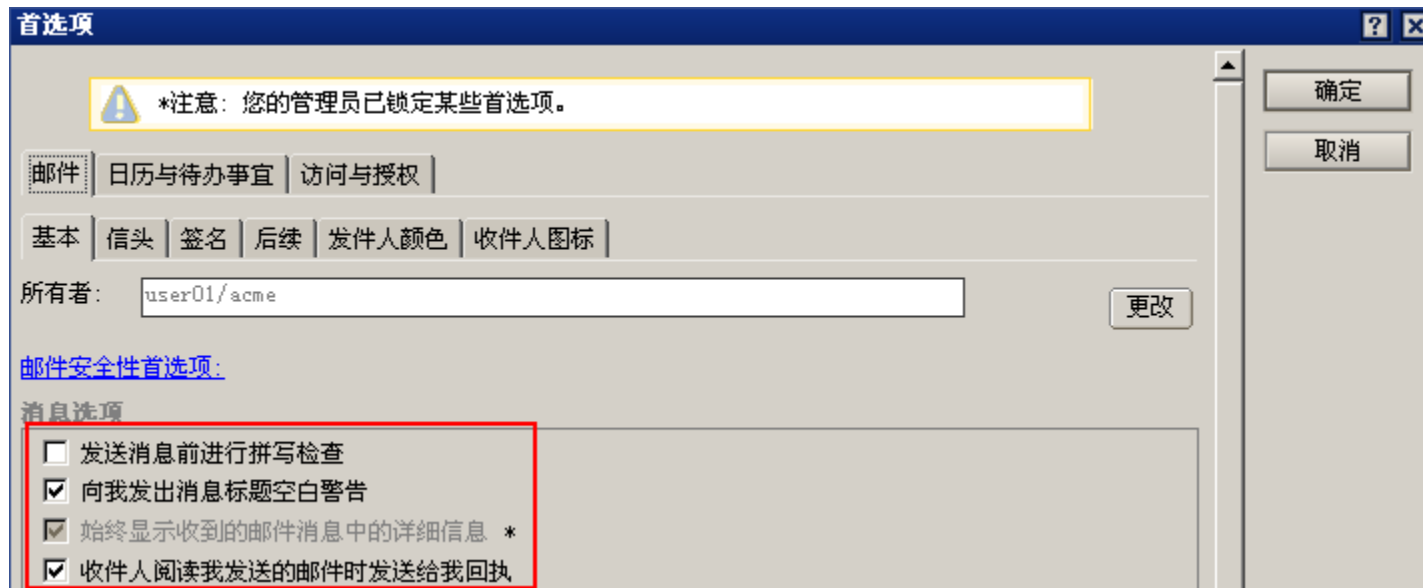 首选项
*注意: 您的管理员已锁定某些首选项。
确定
取消
邮件 日历与待办事宜 访问与授权
基本 信头 签名 后续 发件人颜色 收件人图标
所有者: user01/acme 更改
邮件安全性首选项:
消息选项
发送消息前进行拼写检查
向我发出消息标题空白警告
始终显示收到的邮件消息中的详细信息 *
收件人阅读我发送的邮件时发送给我回执